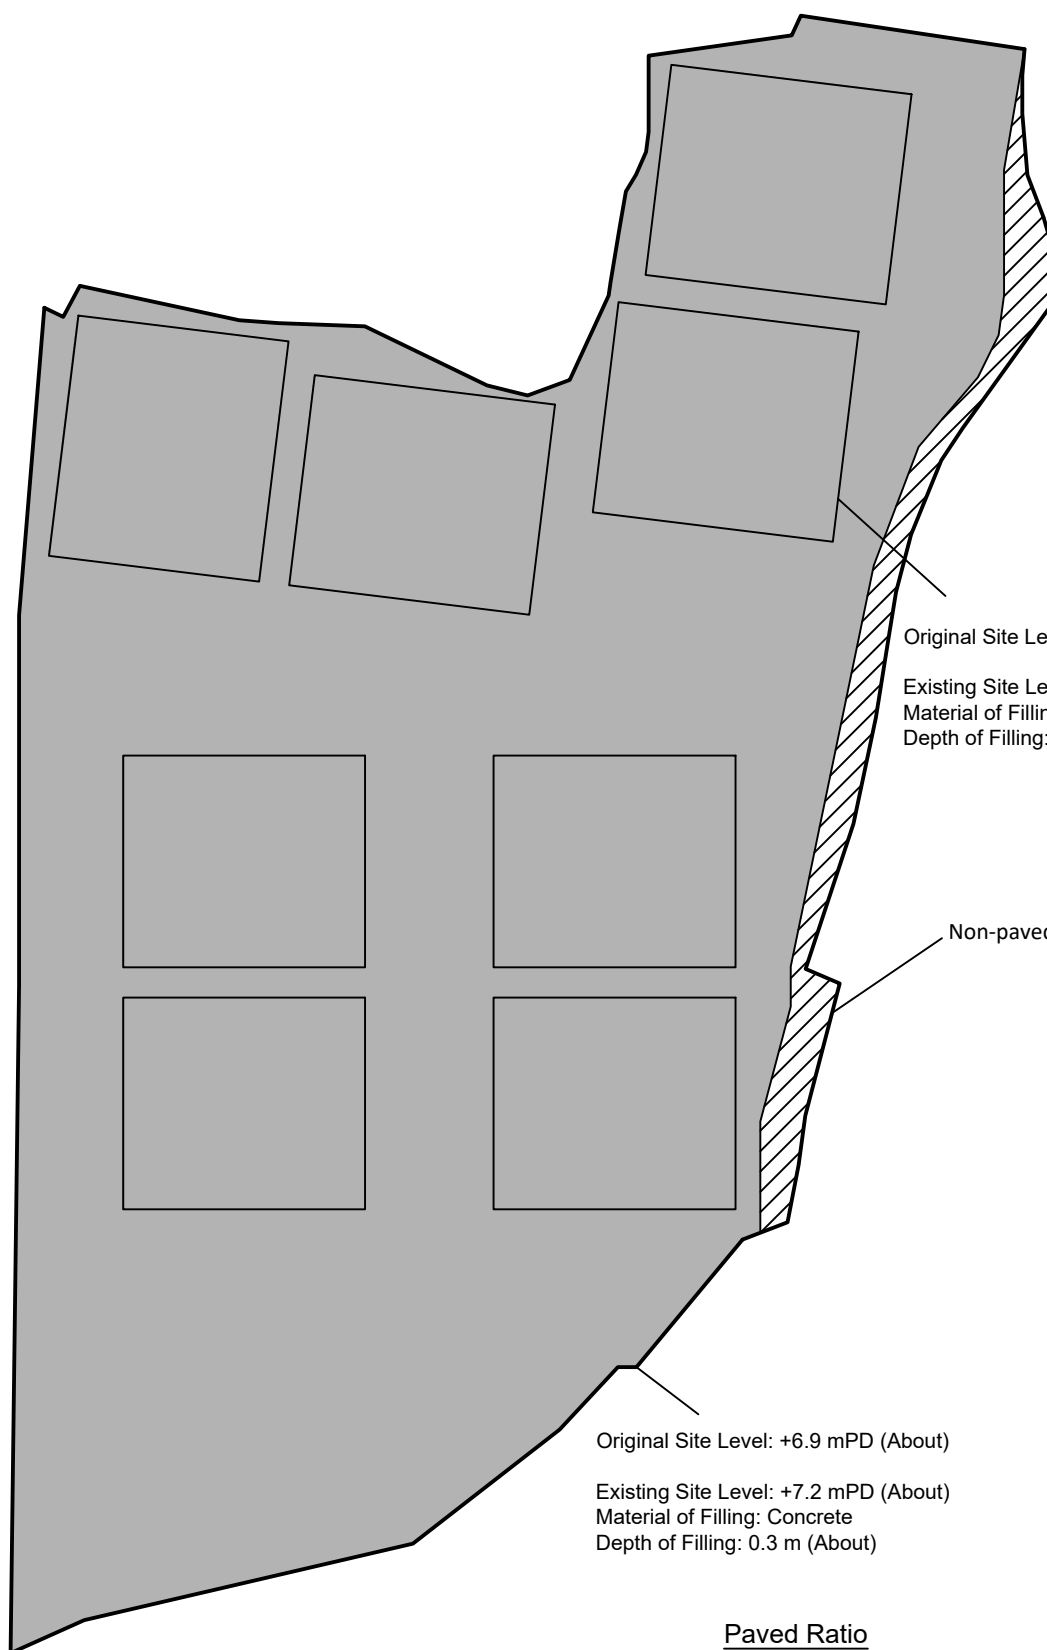 Original Site Le
Existing Site Le
Material of Fillin
Depth of Filling:
Non-paved
Original Site Level: +6.9 mPD (About)
Existing Site Level: +7.2 mPD (About)
Material of Filling: Concrete
Depth of Filling: 0.3 m (About)
Paved Ratio